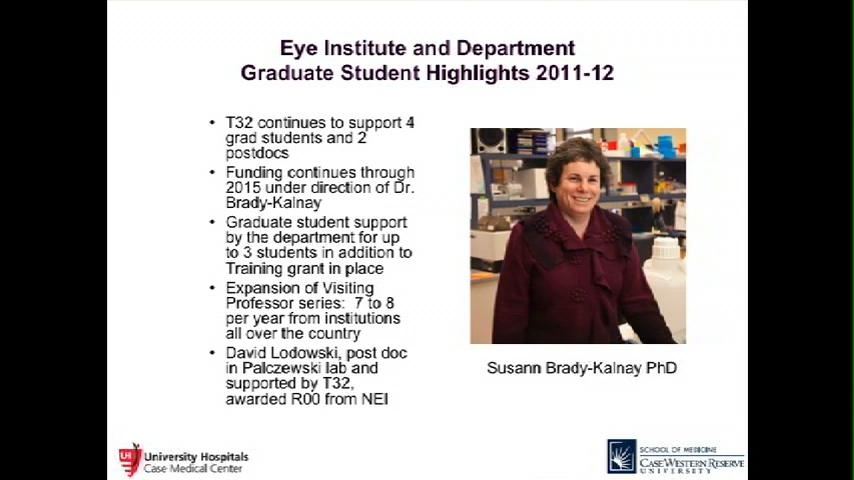 Eye Institute and Department
Graduate Student Highlights 2011-12
• T32 continues to support 4
grad students and 2
postdocs
• Funding continues through
2015 under direction of Dr.
Brady-Kalnay
• Graduate student support
by the department for up
to 3 students in addition to
Training grant in place
• Expansion of Visiting
Professor series: 7 to 8
per year from institutions
all over the country
• David Lodowski, post doc
in Palczewski lab and
supported by T32,
awarded R00 from NEI
Susann Brady-Kalnay PhD
UH
University Hospitals
Case Medical Center
SCHOOL OF MEDICINE
CASE WESTERN RESERVE
UNIVERSITY